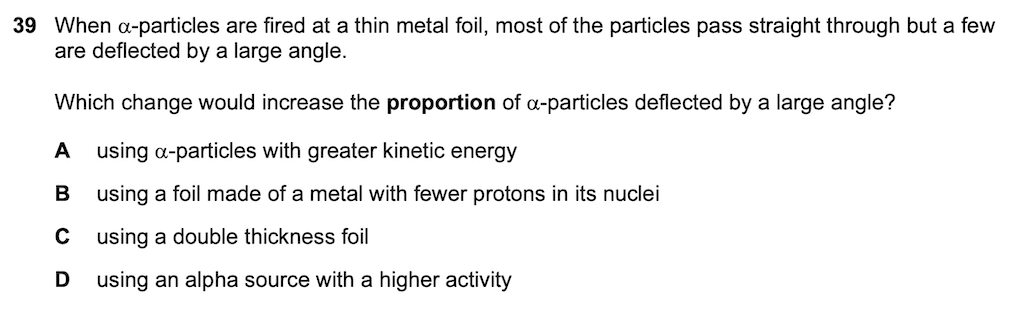 39 When α-particles are fired at a thin metal foil, most of the particles pass straight through but a few
are deflected by a large angle.
Which change would increase the proportion of α-particles deflected by a large angle?
A using α-particles with greater kinetic energy
B using a foil made of a metal with fewer protons in its nuclei
C using a double thickness foil
D using an alpha source with a higher activity